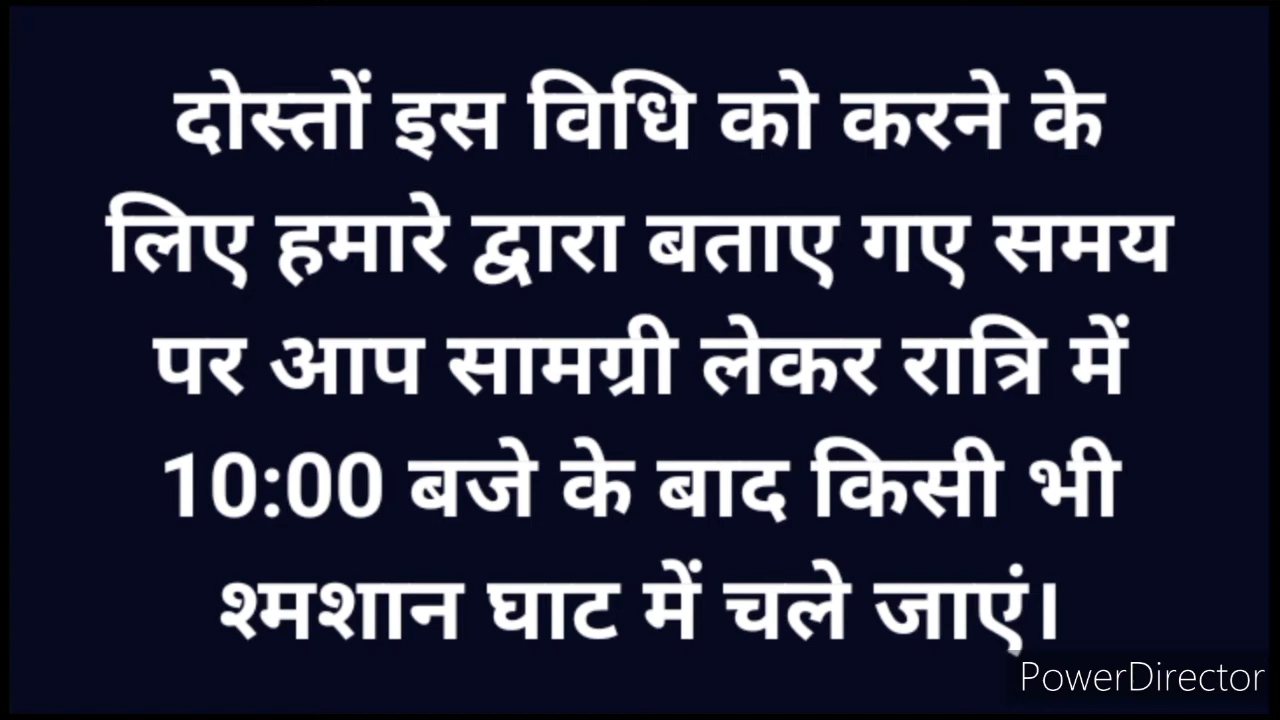 दोस्तों इस विधि को करने के
लिए हमारे द्वारा बताए गए समय
पर आप सामग्री लेकर रात्रि में
10:00 बजे के बाद किसी भी
श्मशान घाट में चले जाएं।
PowerDirector